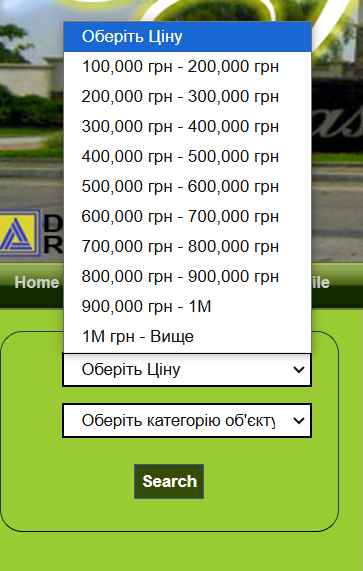 Оберіть Ціну
100,000 грн - 200,000 грн
200,000 грн - 300,000 грн
300,000 грн - 400,000 грн
400,000 грн - 500,000 грн
500,000 грн - 600,000 грн
600,000 грн - 700,000 грн
700,000 грн - 800,000 грн
800,000 грн - 900,000 грн
900,000 грн - 1М
1М грн - Вище
D
R
Home
ile
Оберіть Ціну
Оберіть категорію об'єкту
Search